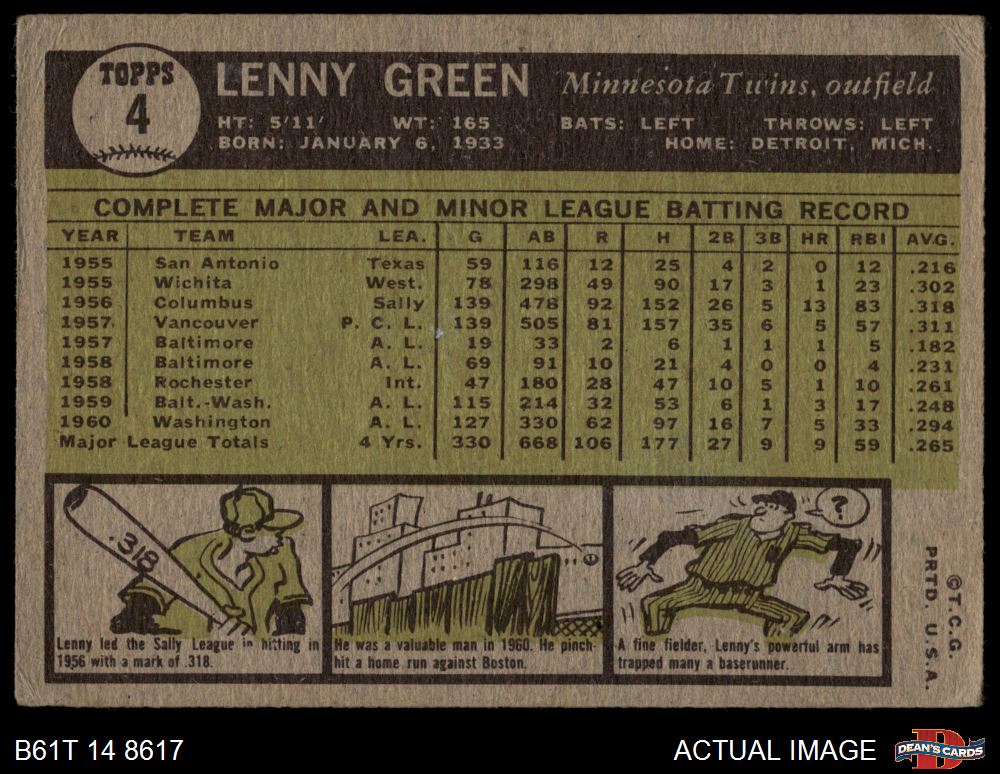 TOPPS
4
LENNY GREEN Minnesota Twins, outfield
HT: 5'11' WT: 165 BATS: LEFT THROWS: LEFT
BORN: JANUARY 6, 1933 HOME: DETROIT, MICH.
COMPLETE MAJOR AND MINOR LEAGUE BATTING RECORD
YEAR TEAM LEA. G AB R H 2B 3B HR RBI AVG.
1955 San Antonio Texas 59 116 12 25 4 2 0 12 .216
1955 Wichita West. 78 298 49 90 17 3 1 23 .302
1956 Columbus Sally 139 478 92 152 26 5 13 83 .318
1957 Vancouver P. C. L. 139 505 81 157 35 6 5 57 .311
1957 Baltimore A. L. 19 33 2 6 1 1 1 5 .182
1958 Baltimore A. L. 69 91 10 21 4 0 0 4 .231
1958 Rochester Int. 47 180 28 47 10 5 1 10 .261
1959 Balt.-Wash. A. L. 115 214 32 53 6 1 3 17 .248
1960 Washington A. L. 127 330 62 97 16 7 5 33 .294
Major League Totals 4 Yrs. 330 668 106 177 27 9 9 59 .265
.318
Lenny led the Sally League in hitting in
1956 with a mark of .318.
He was a valuable man in 1960. He pinch-
hit a home run against Boston.
?
A fine fielder, Lenny's powerful arm has
trapped many a baserunner.
©T.C.G.
PRTD. U.S.A.
B61T 14 8617
ACTUAL IMAGE
DEAN'S CARDS